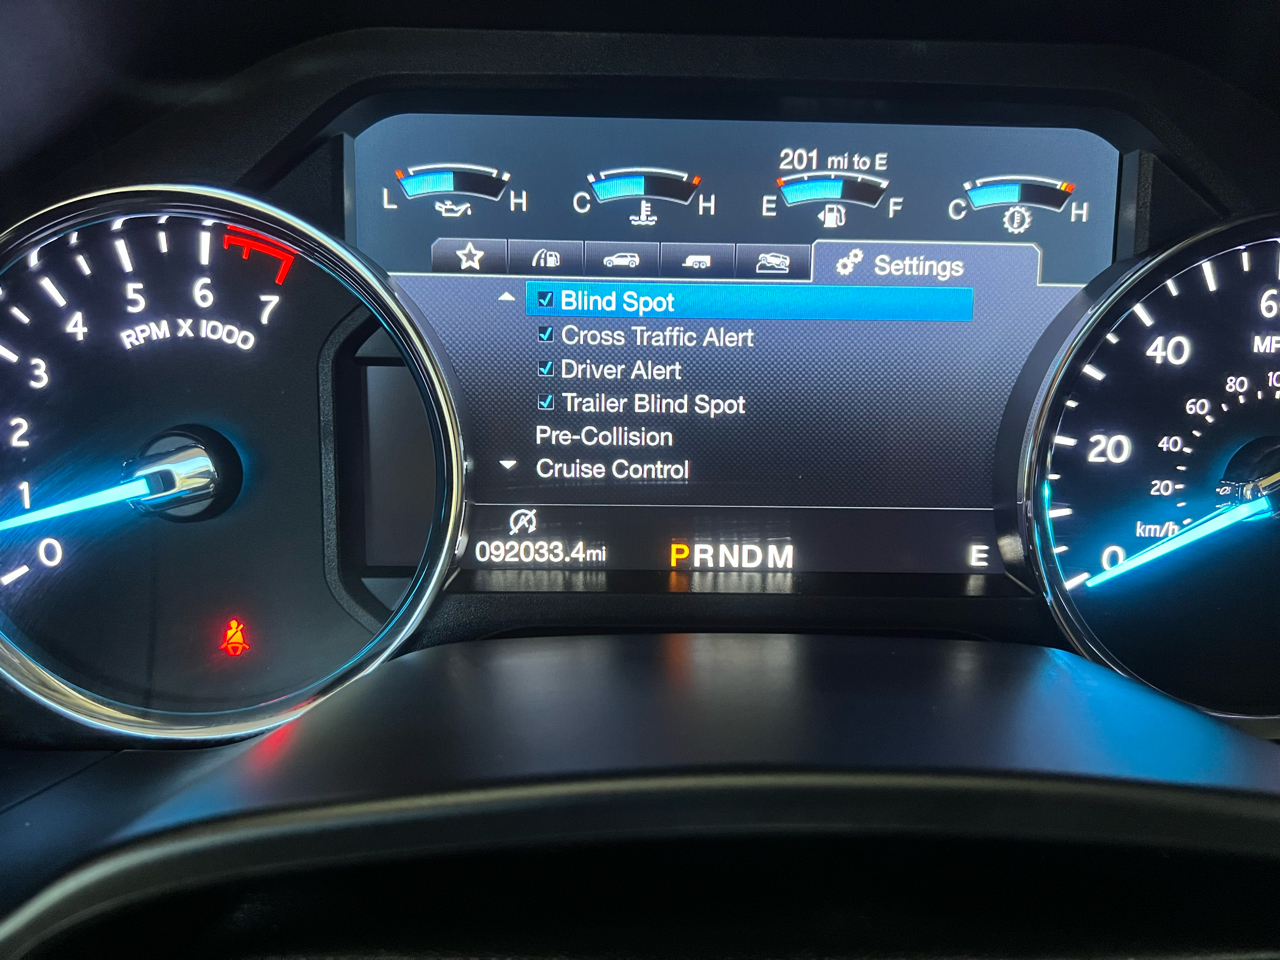 201 mi to E
L H
C H
E F
C H
Settings
Blind Spot
Cross Traffic Alert
Driver Alert
Trailer Blind Spot
Pre-Collision
Cruise Control
092033.4mi
PRNDM
E
0
1
2
3
4
5
6
7
RPM X 1000
0
20
40
km/h
20
40
60
80